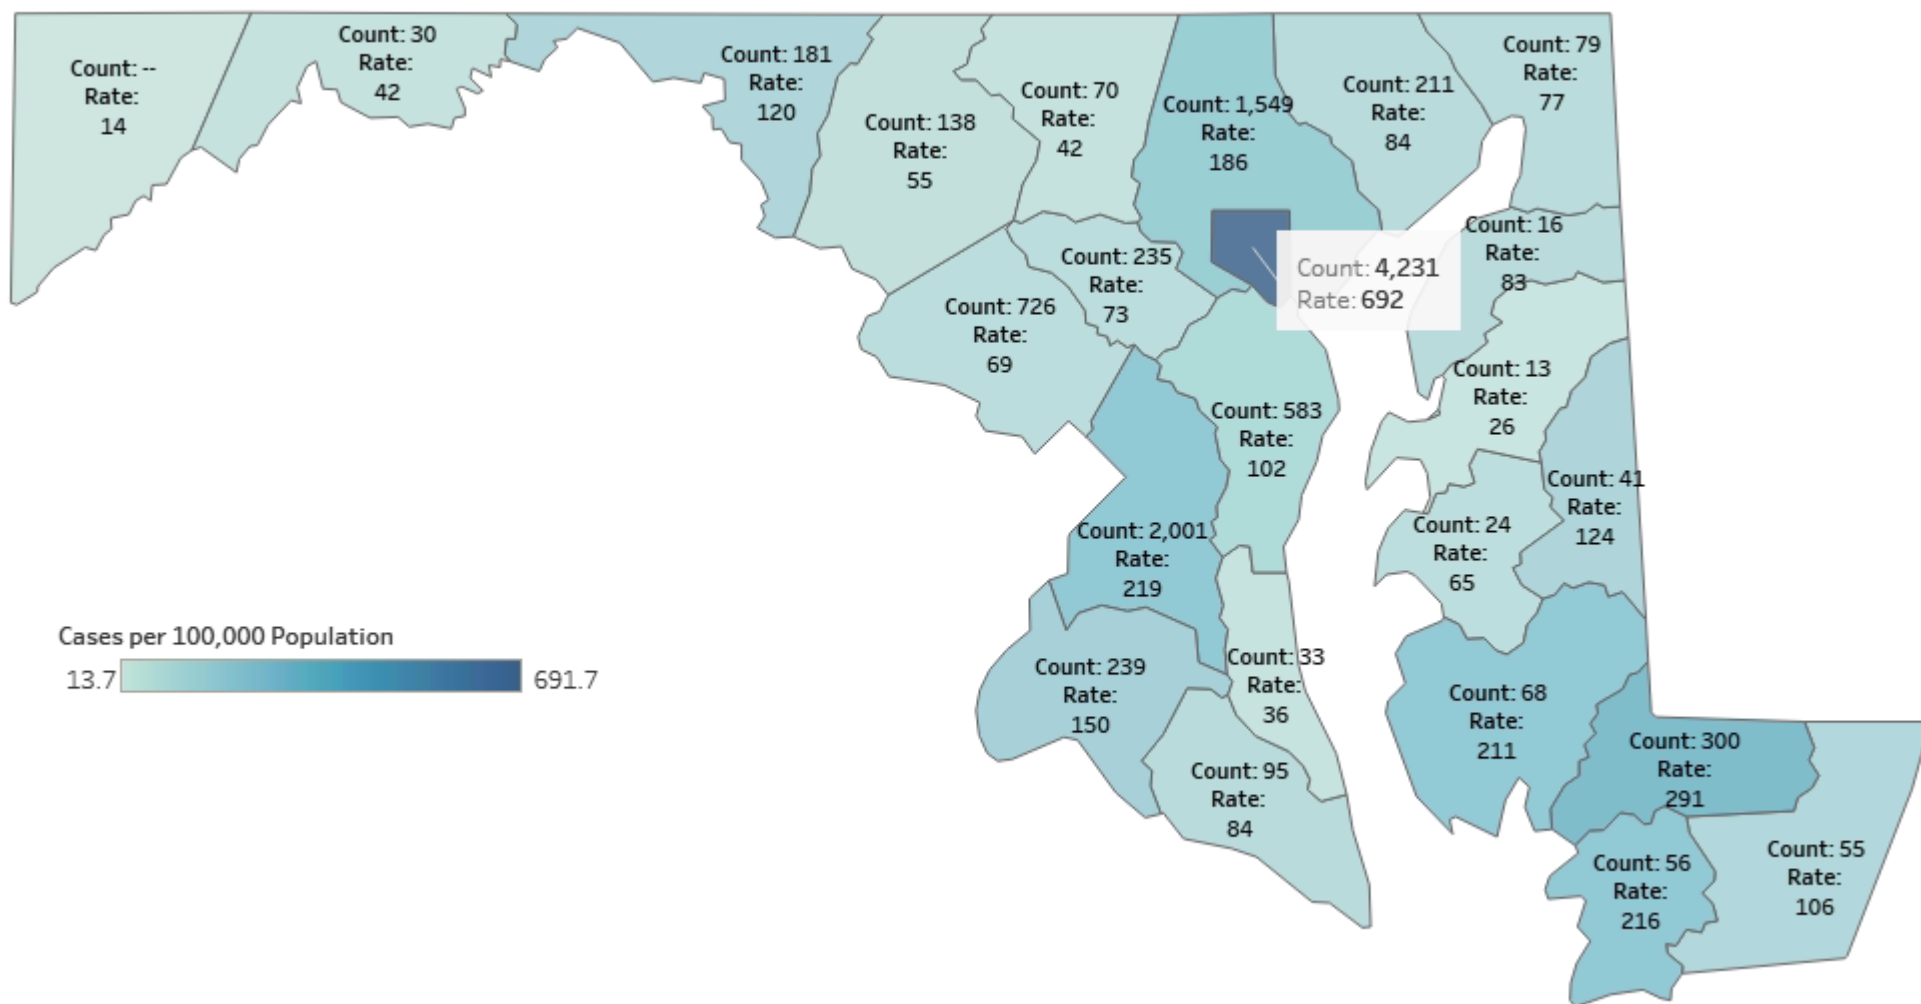 Count: --
Rate:
14
Count: 30
Rate:
42
Count: 181
Rate:
120
Count: 138
Rate:
55
Count: 70
Rate:
42
Count: 1,549
Rate:
186
Count: 211
Rate:
84
Count: 79
Rate:
77
Count: 4,231
Rate: 692
Count: 16
Rate:
83
Count: 235
Rate:
73
Count: 726
Rate:
69
Count: 583
Rate:
102
Count: 13
Rate:
26
Count: 41
Rate:
124
Count: 24
Rate:
65
Count: 2,001
Rate:
219
Count: 239
Rate:
150
Count: 33
Rate:
36
Count: 95
Rate:
84
Count: 68
Rate:
211
Count: 300
Rate:
291
Count: 56
Rate:
216
Count: 55
Rate:
106
Cases per 100,000 Population
13.7 691.7